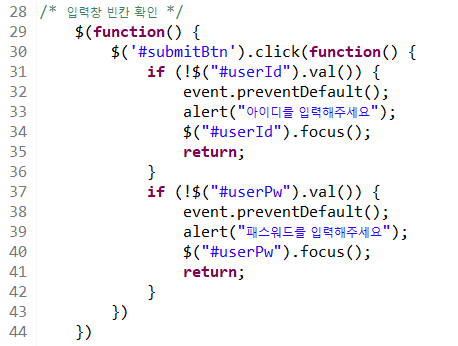 28 /* 입력창 빈칸 확인 */
29     $(function() {
30         $('#submitBtn').click(function() {
31             if (!$("#userId").val()) {
32                 event.preventDefault();
33                 alert("아이디를 입력해주세요");
34                 $("#userId").focus();
35                 return;
36             }
37             if (!$("#userPw").val()) {
38                 event.preventDefault();
39                 alert("패스워드를 입력해주세요");
40                 $("#userPw").focus();
41                 return;
42             }
43         })
44     })